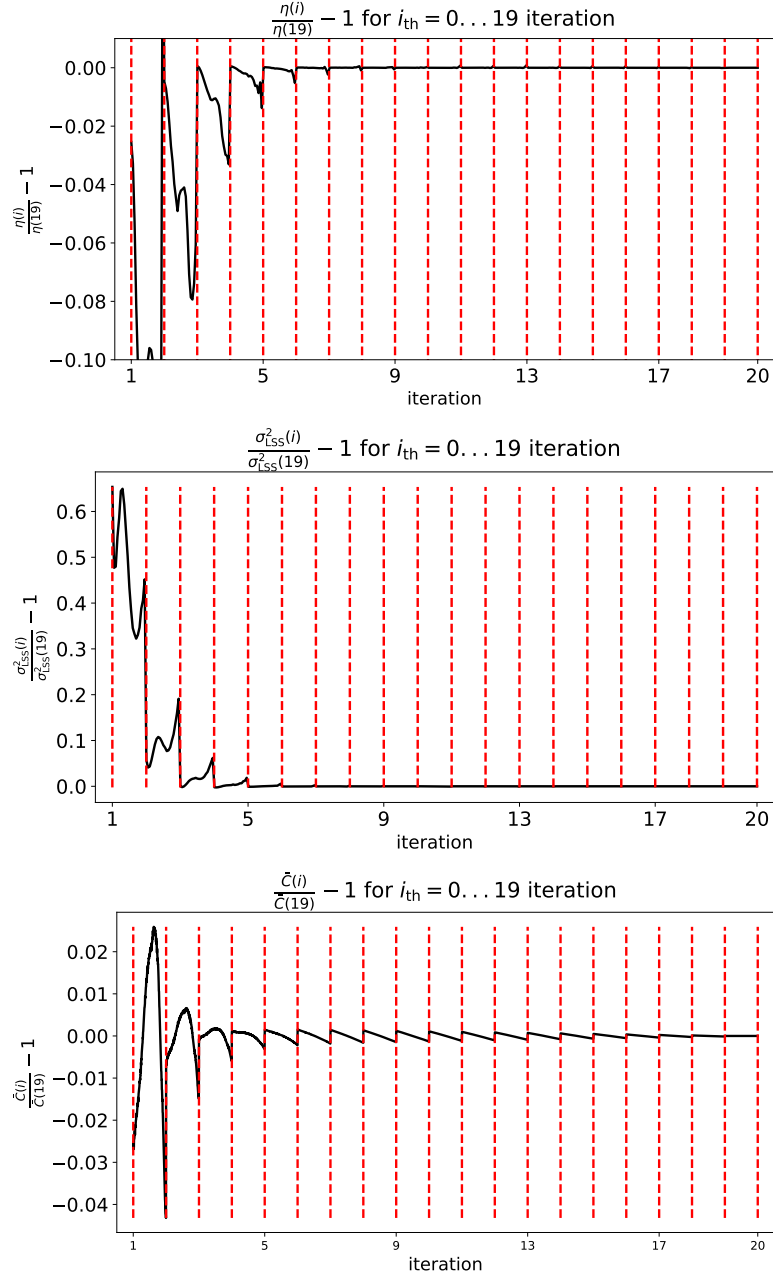 η(i)/η(19) − 1 for i_th = 0...19 iteration
0.00
−0.02
−0.04
−0.06
−0.08
−0.10
η(i)/η(19) − 1
1 5 9 13 17 20
iteration
σ²_LSS(i)/σ²_LSS(19) − 1 for i_th = 0...19 iteration
0.6
0.5
0.4
0.3
0.2
0.1
0.0
σ²_LSS(i)/σ²_LSS(19) − 1
1 5 9 13 17 20
iteration
C̄(i)/C̄(19) − 1 for i_th = 0...19 iteration
0.02
0.01
0.00
−0.01
−0.02
−0.03
−0.04
C̄(i)/C̄(19) − 1
1 5 9 13 17 20
iteration